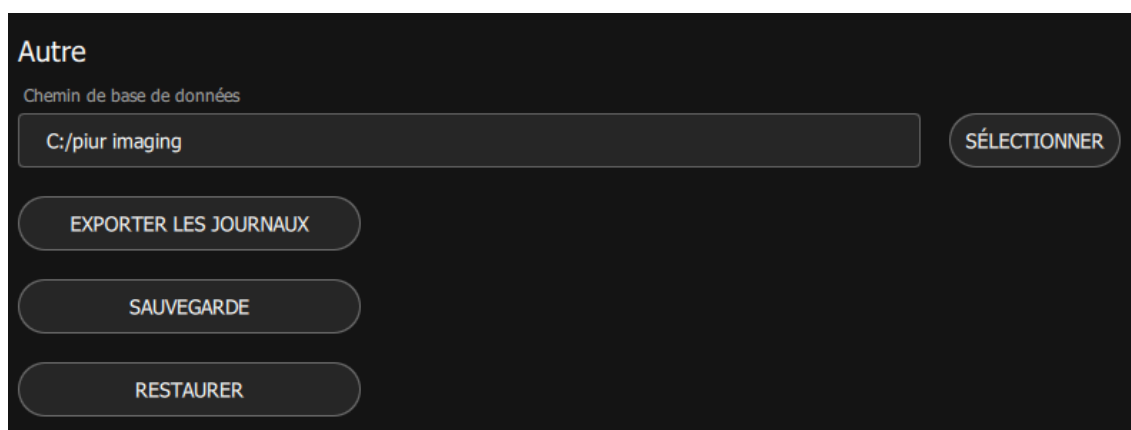 Autre
Chemin de base de données
C:/piur imaging
SÉLECTIONNER
EXPORTER LES JOURNAUX
SAUVEGARDE
RESTAURER